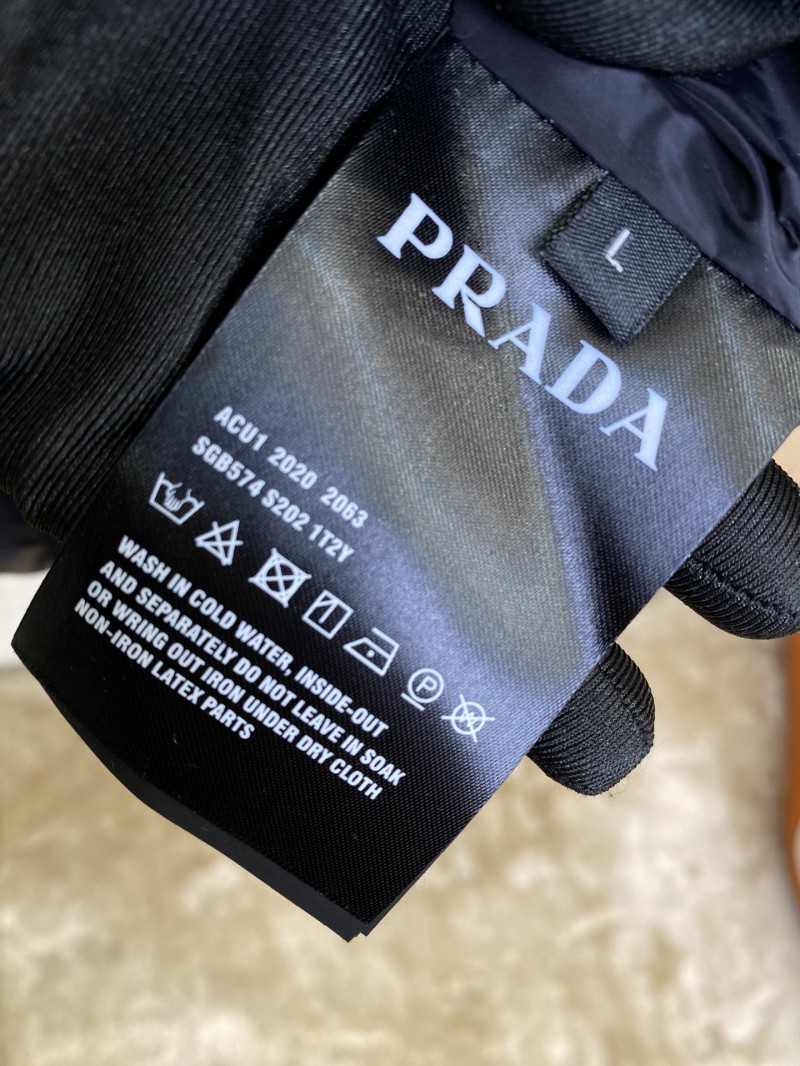 L
PRADA
ACU1 2020 2063
SGB574 S202 1T2Y
P
WASH IN COLD WATER, INSIDE-OUT
AND SEPARATELY DO NOT LEAVE IN SOAK
OR WRING OUT IRON UNDER DRY CLOTH
NON-IRON LATEX PARTS